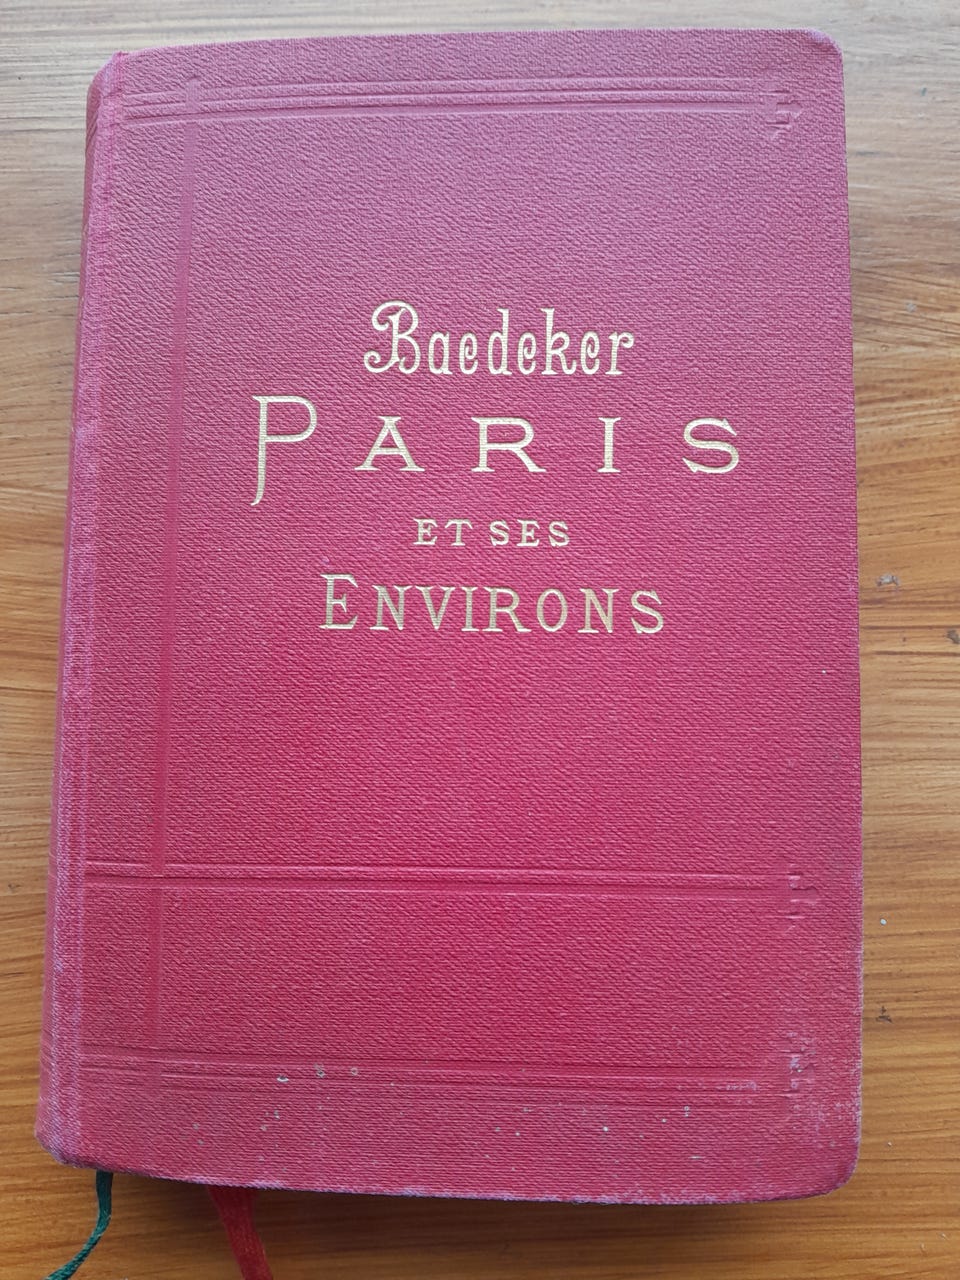 Baedeker
PARIS
ET SES
ENVIRONS